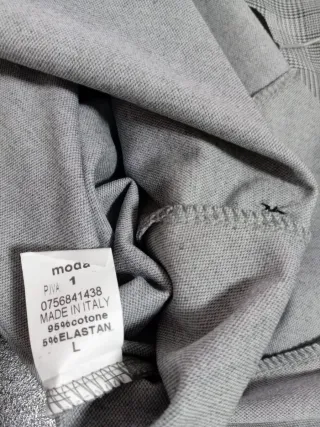 moda
1
P.IVA
0756841438
MADE IN ITALY
95%cotone
5%ELASTAN
L